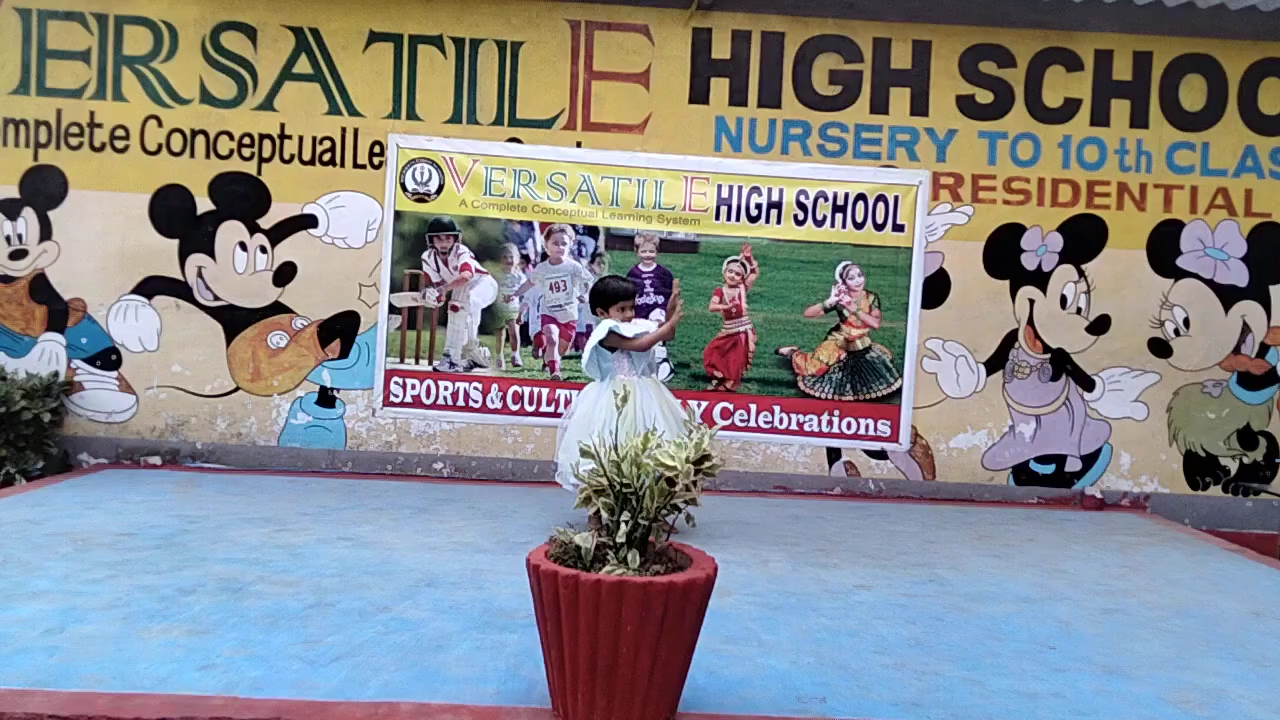 VERSATILE HIGH SCHOO
mplete Conceptual Le
NURSERY TO 10th CLAS
RESIDENTIAL
VERSATILE HIGH SCHOOL
A Complete Conceptual Learning System
493
SPORTS & CULT Y Celebrations